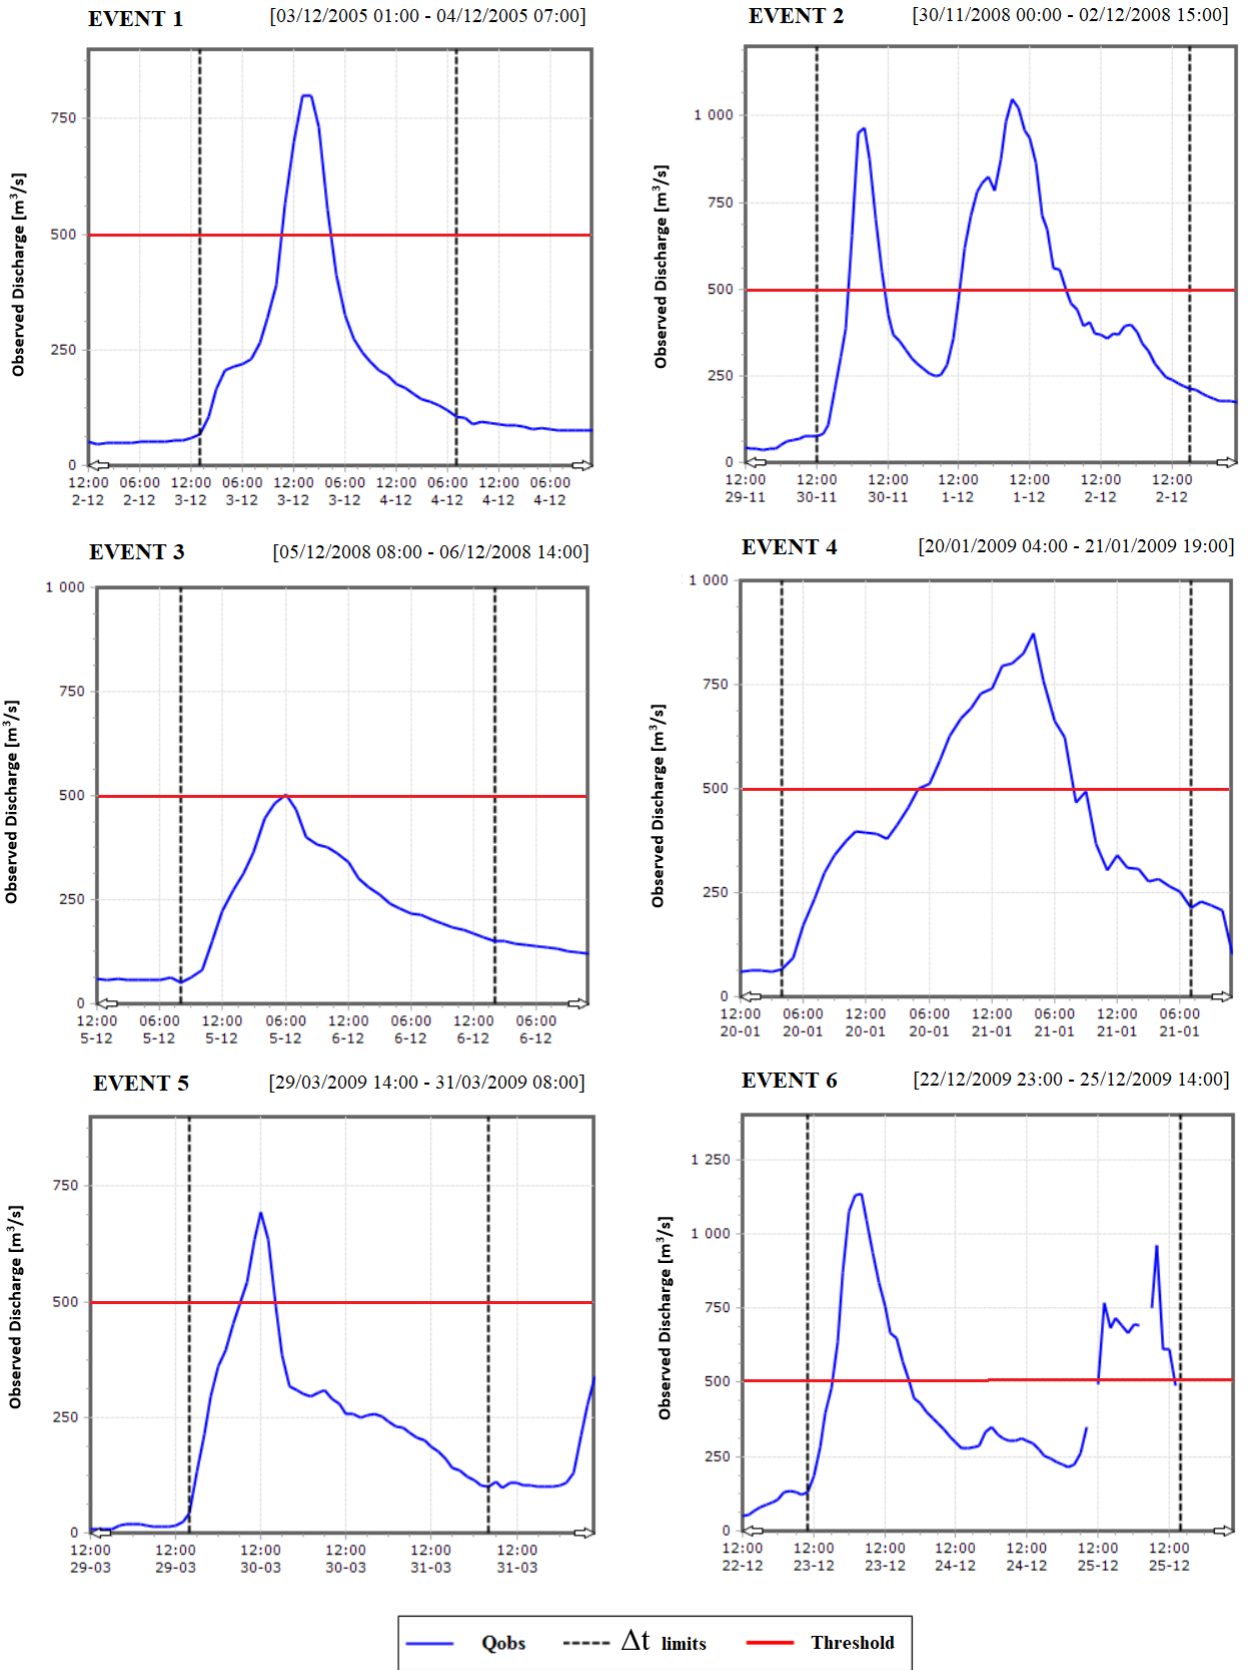 EVENT 1 [03/12/2005 01:00 - 04/12/2005 07:00]
Observed Discharge [m³/s]
750
500
250
0
12:00 06:00 12:00 06:00 12:00 06:00 12:00 06:00 12:00 06:00
2-12 2-12 3-12 3-12 3-12 3-12 4-12 4-12 4-12 4-12
EVENT 2 [30/11/2008 00:00 - 02/12/2008 15:00]
Observed Discharge [m³/s]
1 000
750
500
250
0
12:00 12:00 12:00 12:00 12:00 12:00 12:00
29-11 30-11 30-11 1-12 1-12 2-12 2-12
EVENT 3 [05/12/2008 08:00 - 06/12/2008 14:00]
Observed Discharge [m³/s]
1 000
750
500
250
0
12:00 06:00 12:00 06:00 12:00 06:00 12:00 06:00
5-12 5-12 5-12 5-12 6-12 6-12 6-12 6-12
EVENT 4 [20/01/2009 04:00 - 21/01/2009 19:00]
Observed Discharge [m³/s]
1 000
750
500
250
0
12:00 06:00 12:00 06:00 12:00 06:00 12:00 06:00
20-01 20-01 20-01 20-01 21-01 21-01 21-01 21-01
EVENT 5 [29/03/2009 14:00 - 31/03/2009 08:00]
Observed Discharge [m³/s]
750
500
250
0
12:00 12:00 12:00 12:00 12:00 12:00
29-03 29-03 30-03 30-03 31-03 31-03
EVENT 6 [22/12/2009 23:00 - 25/12/2009 14:00]
Observed Discharge [m³/s]
1 250
1 000
750
500
250
0
12:00 12:00 12:00 12:00 12:00 12:00 12:00
22-12 23-12 23-12 24-12 24-12 25-12 25-12
Qobs Δt limits Threshold